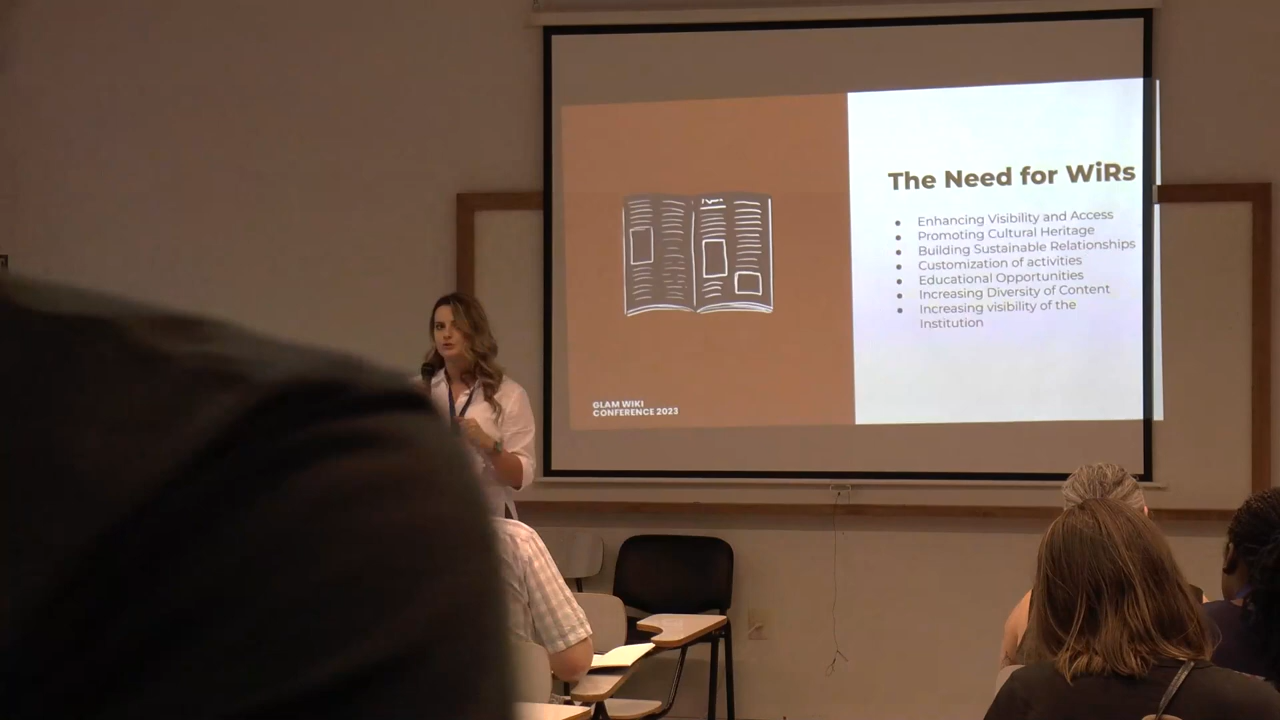 The Need for WiRs
Enhancing Visibility and Access
Promoting Cultural Heritage
Building Sustainable Relationships
Customization of activities
Educational Opportunities
Increasing Diversity of Content
Increasing visibility of the
Institution
GLAM WIKI
CONFERENCE 2023